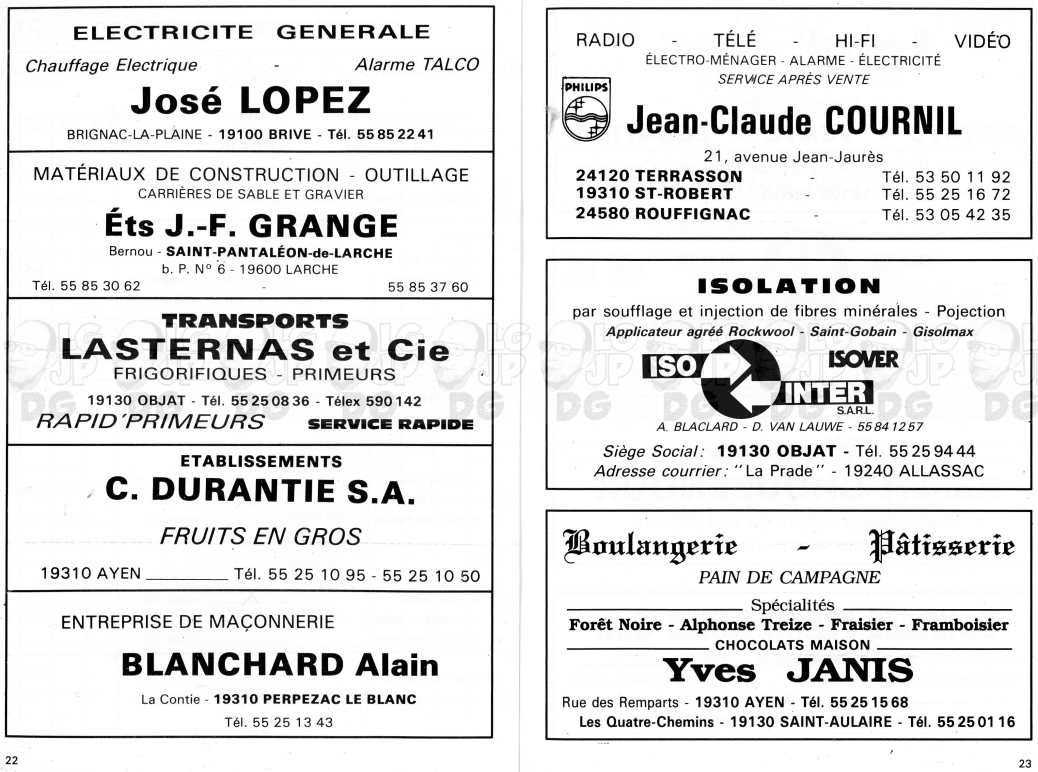 ELECTRICITE GENERALE
Chauffage Electrique - Alarme TALCO
José LOPEZ
BRIGNAC-LA-PLAINE - 19100 BRIVE - Tél. 55 85 22 41
MATÉRIAUX DE CONSTRUCTION - OUTILLAGE
CARRIÈRES DE SABLE ET GRAVIER
Éts J.-F. GRANGE
Bernou - SAINT-PANTALÉON-de-LARCHE
b. P. N° 6 - 19600 LARCHE
Tél. 55 85 30 62 - 55 85 37 60
TRANSPORTS
LASTERNAS et Cie
FRIGORIFIQUES - PRIMEURS
19130 OBJAT - Tél. 55 25 08 36 - Télex 590 142
RAPID'PRIMEURS SERVICE RAPIDE
ETABLISSEMENTS
C. DURANTIE S.A.
FRUITS EN GROS
19310 AYEN Tél. 55 25 10 95 - 55 25 10 50
ENTREPRISE DE MAÇONNERIE
BLANCHARD Alain
La Contie - 19310 PERPEZAC LE BLANC
Tél. 55 25 13 43
22
RADIO - TÉLÉ - HI-FI - VIDÉO
ÉLECTRO-MÉNAGER - ALARME - ÉLECTRICITÉ
SERVICE APRÈS VENTE
PHILIPS
Jean-Claude COURNIL
21, avenue Jean-Jaurès
24120 TERRASSON - Tél. 53 50 11 92
19310 ST-ROBERT - Tél. 55 25 16 72
24580 ROUFFIGNAC - Tél. 53 05 42 35
ISOLATION
par soufflage et injection de fibres minérales - Pojection
Applicateur agréé Rockwool - Saint-Gobain - Gisolmax
ISO ISOVER
INTER
S.A.R.L.
A. BLACLARD - D. VAN LAUWE - 55 84 12 57
Siège Social : 19130 OBJAT - Tél. 55 25 94 44
Adresse courrier : "La Prade" - 19240 ALLASSAC
Boulangerie - Pâtisserie
PAIN DE CAMPAGNE
Spécialités
Forêt Noire - Alphonse Treize - Fraisier - Framboisier
CHOCOLATS MAISON
Yves JANIS
Rue des Remparts - 19310 AYEN - Tél. 55 25 15 68
Les Quatre-Chemins - 19130 SAINT-AULAIRE - Tél. 55 25 01 16
23
LG JP DG